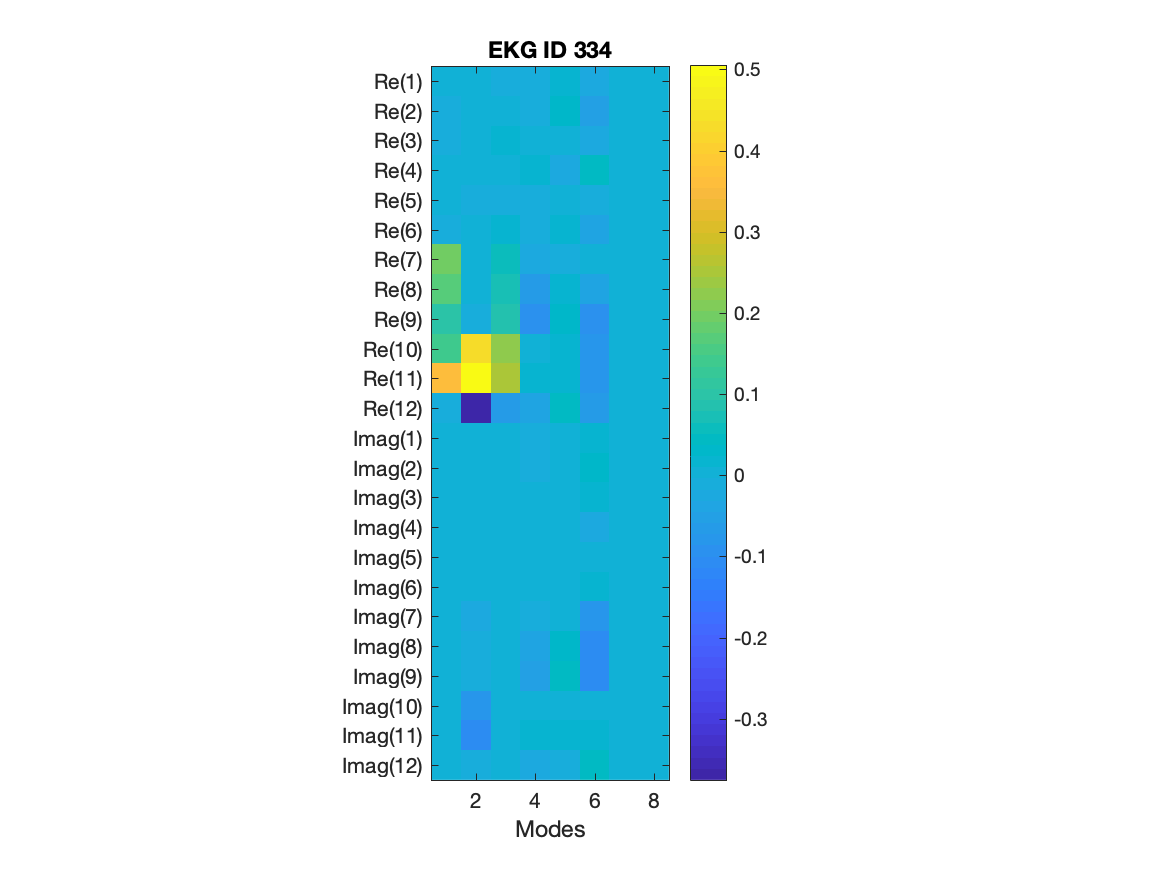 EKG ID 334
Re(1)
Re(2)
Re(3)
Re(4)
Re(5)
Re(6)
Re(7)
Re(8)
Re(9)
Re(10)
Re(11)
Re(12)
Imag(1)
Imag(2)
Imag(3)
Imag(4)
Imag(5)
Imag(6)
Imag(7)
Imag(8)
Imag(9)
Imag(10)
Imag(11)
Imag(12)
2 4 6 8
Modes
0.5
0.4
0.3
0.2
0.1
0
-0.1
-0.2
-0.3